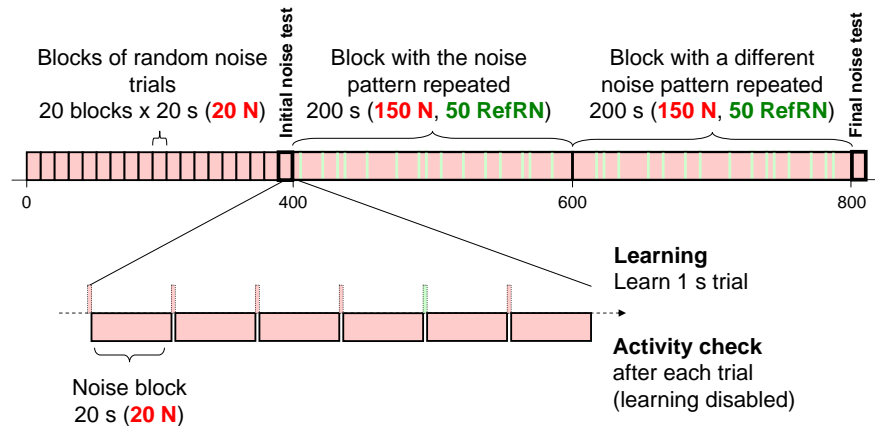 Blocks of random noise
trials
20 blocks x 20 s (20 N)
Initial noise test
Block with the noise
pattern repeated
200 s (150 N, 50 RefRN)
Block with a different
noise pattern repeated
200 s (150 N, 50 RefRN)
Final noise test
0
400
600
800
Learning
Learn 1 s trial
Activity check
after each trial
(learning disabled)
Noise block
20 s (20 N)